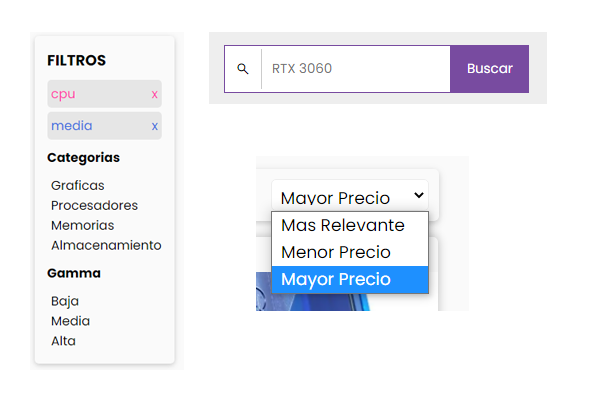 FILTROS
cpu x
media x
Categorias
Graficas
Procesadores
Memorias
Almacenamiento
Gamma
Baja
Media
Alta
RTX 3060
Buscar
Mayor Precio
Mas Relevante
Menor Precio
Mayor Precio